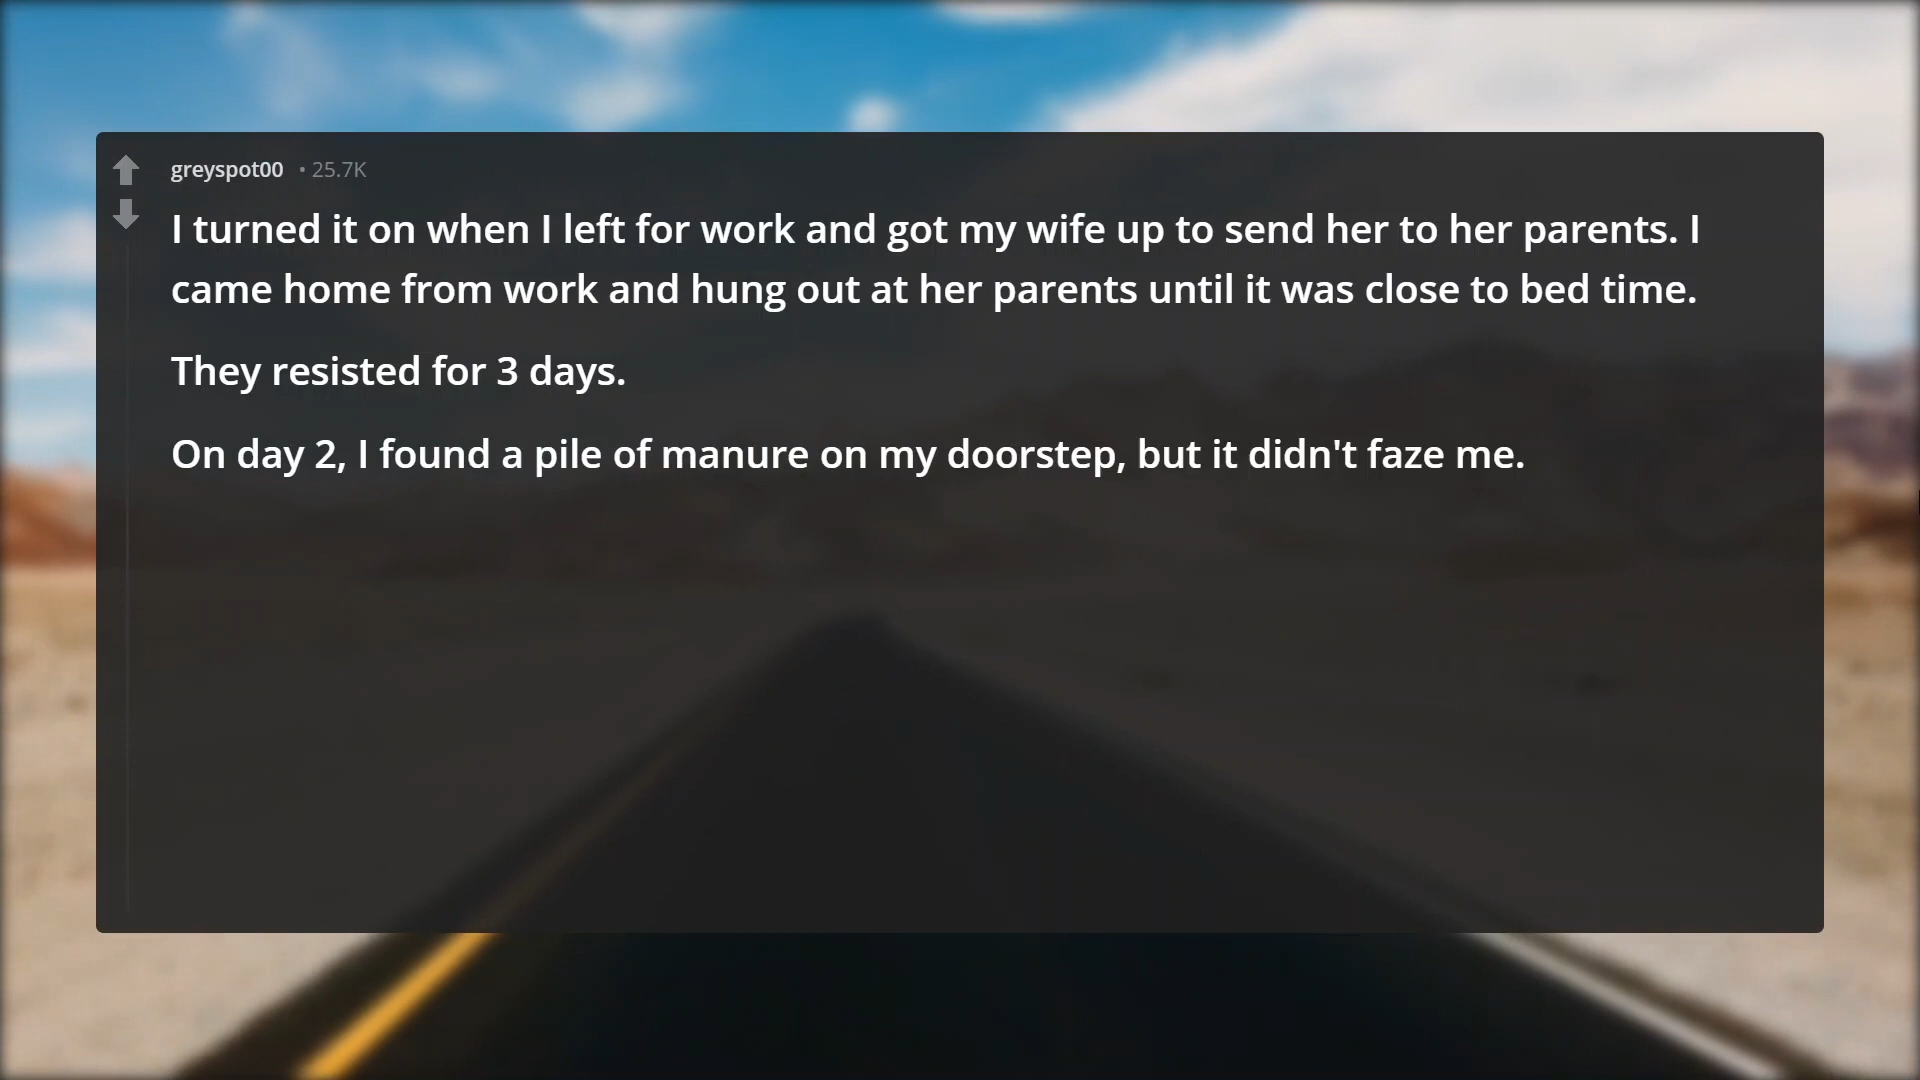 greyspot00 • 25.7K
I turned it on when I left for work and got my wife up to send her to her parents. I
came home from work and hung out at her parents until it was close to bed time.
They resisted for 3 days.
On day 2, I found a pile of manure on my doorstep, but it didn't faze me.